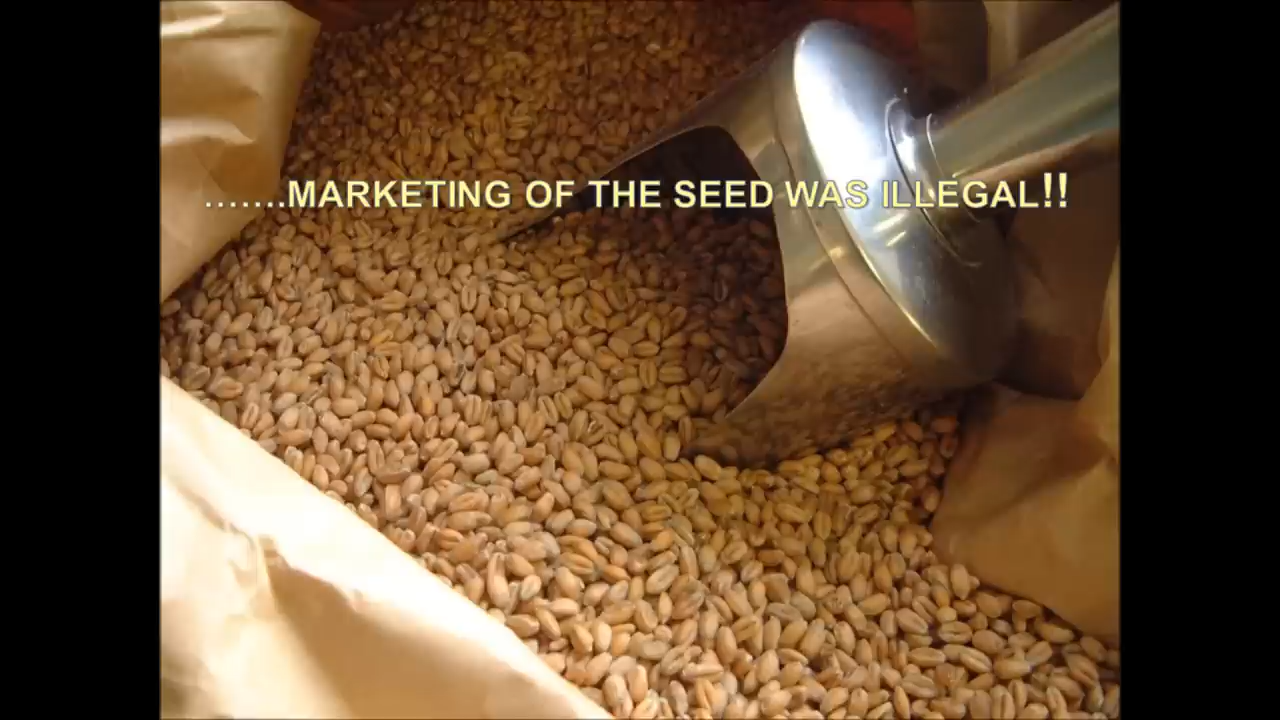 .......MARKETING OF THE SEED WAS ILLEGAL!!